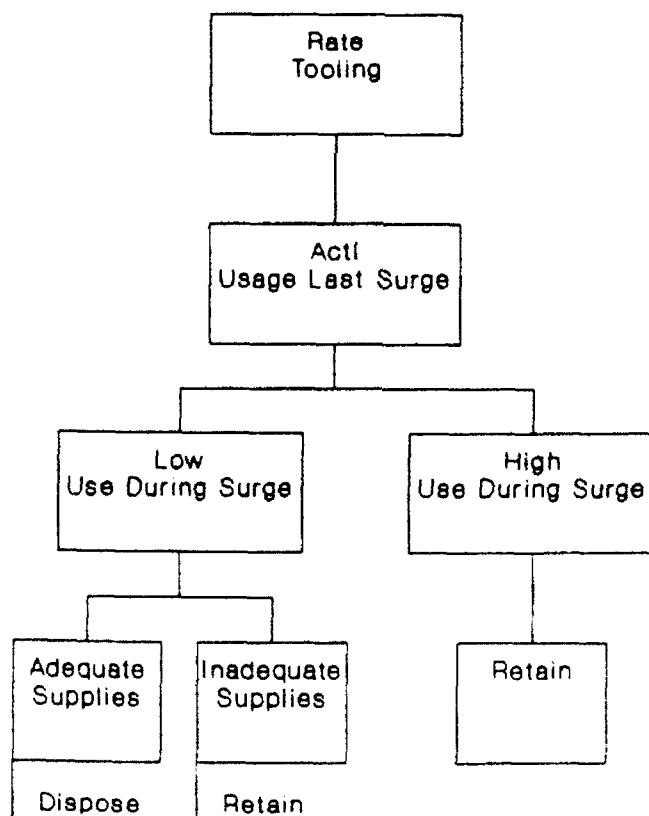 Rate
Tooling
Actl
Usage Last Surge
Low
Use During Surge
High
Use During Surge
Adequate
Supplies
Inadequate
Supplies
Retain
Dispose
Retain